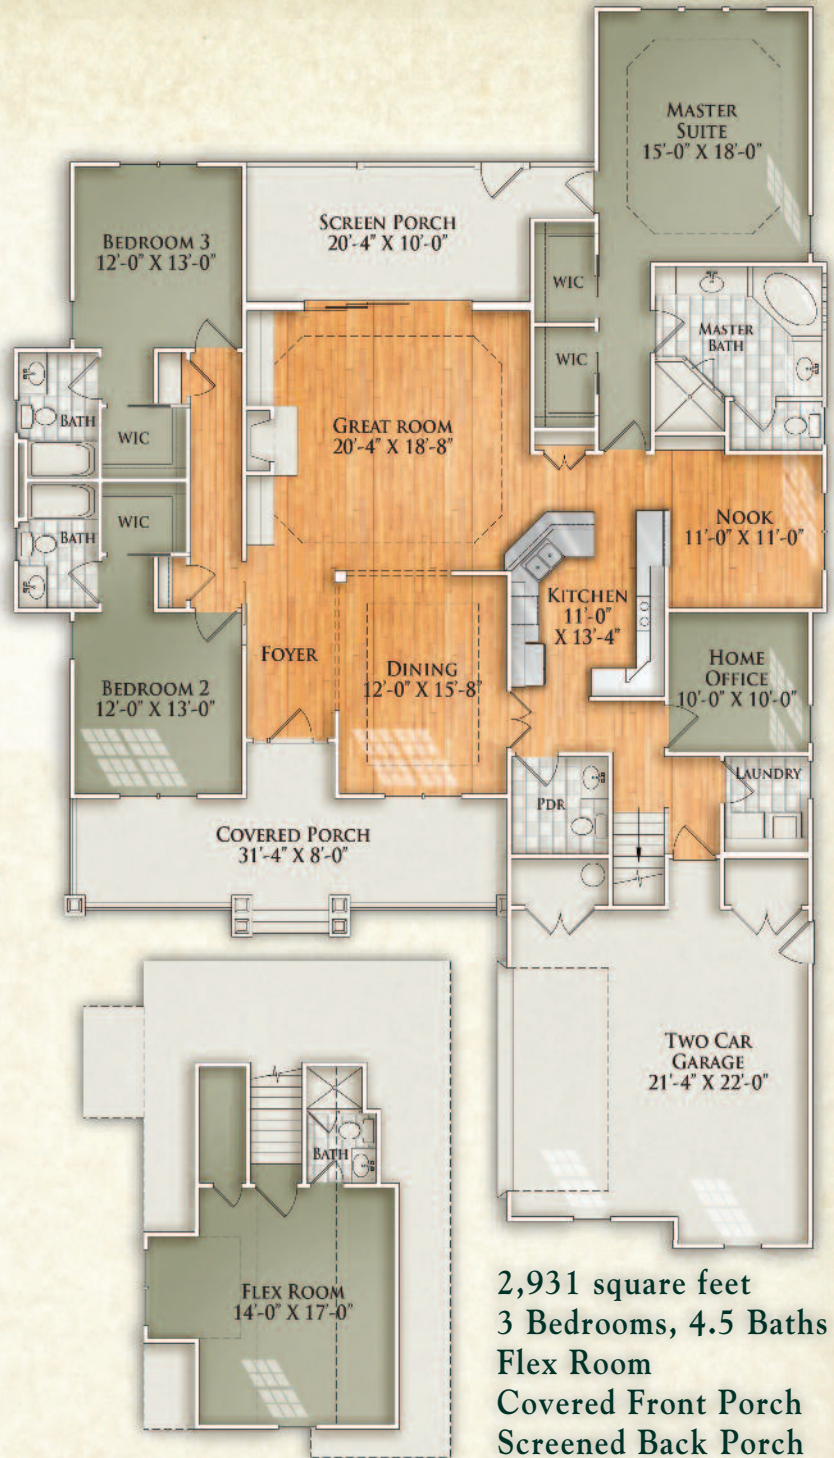 MASTER
SUITE
15'-0" X 18'-0"
SCREEN PORCH
20'-4" X 10'-0"
BEDROOM 3
12'-0" X 13'-0"
WIC
MASTER
BATH
WIC
BATH
WIC
GREAT ROOM
20'-4" X 18'-8"
NOOK
11'-0" X 11'-0"
BATH
WIC
KITCHEN
11'-0"
X 13'-4"
FOYER
DINING
12'-0" X 15'-8"
HOME
OFFICE
10'-0" X 10'-0"
BEDROOM 2
12'-0" X 13'-0"
LAUNDRY
PDR
COVERED PORCH
31'-4" X 8'-0"
TWO CAR
GARAGE
21'-4" X 22'-0"
BATH
FLEX ROOM
14'-0" X 17'-0"
2,931 square feet
3 Bedrooms, 4.5 Baths
Flex Room
Covered Front Porch
Screened Back Porch